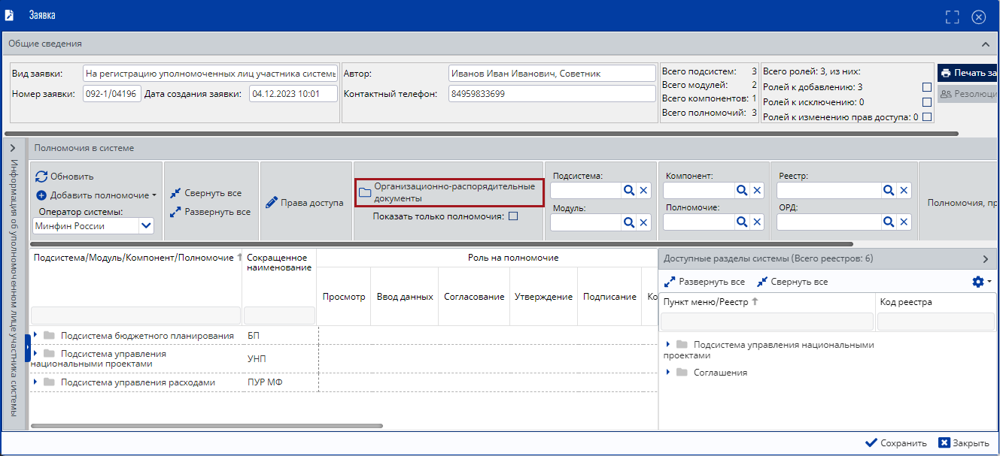 Заявка
Общие сведения
Вид заявки: На регистрацию уполномоченных лиц участника системы
Номер заявки: 092-1/04196 Дата создания заявки: 04.12.2023 10:01
Автор: Иванов Иван Иванович, Советник
Контактный телефон: 84959833699
Всего подсистем: 3
Всего модулей: 2
Всего компонентов: 1
Всего полномочий: 3
Всего ролей: 3, из них:
Ролей к добавлению: 3
Ролей к исключению: 0
Ролей к изменению прав доступа: 0
Печать за
Резолюци
Информация об уполномоченном лице участника системы
Полномочия в системе
Обновить
Добавить полномочие
Оператор системы:
Минфин России
Свернуть все
Развернуть все
Права доступа
Организационно-распорядительные
документы
Показать только полномочия:
Подсистема:
Модуль:
Компонент:
Полномочие:
Реестр:
ОРД:
Полномочия, пр
Подсистема/Модуль/Компонент/Полномочие
Сокращенное
наименование
Роль на полномочие
Просмотр Ввод данных Согласование Утверждение Подписание Ко
Подсистема бюджетного планирования БП
Подсистема управления
национальными проектами
УНП
Подсистема управления расходами ПУР МФ
Доступные разделы системы (Всего реестров: 6)
Развернуть все Свернуть все
Пункт меню/Реестр Код реестра
Подсистема управления национальными
проектами
Соглашения
Сохранить Закрыть